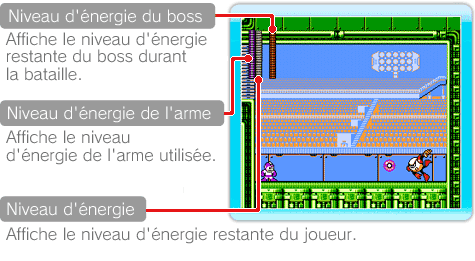 Niveau d'énergie du boss
Affiche le niveau d'énergie
restante du boss durant
la bataille.
Niveau d'énergie de l'arme
Affiche le niveau
d'énergie de l'arme utilisée.
Niveau d'énergie
Affiche le niveau d'énergie restante du joueur.